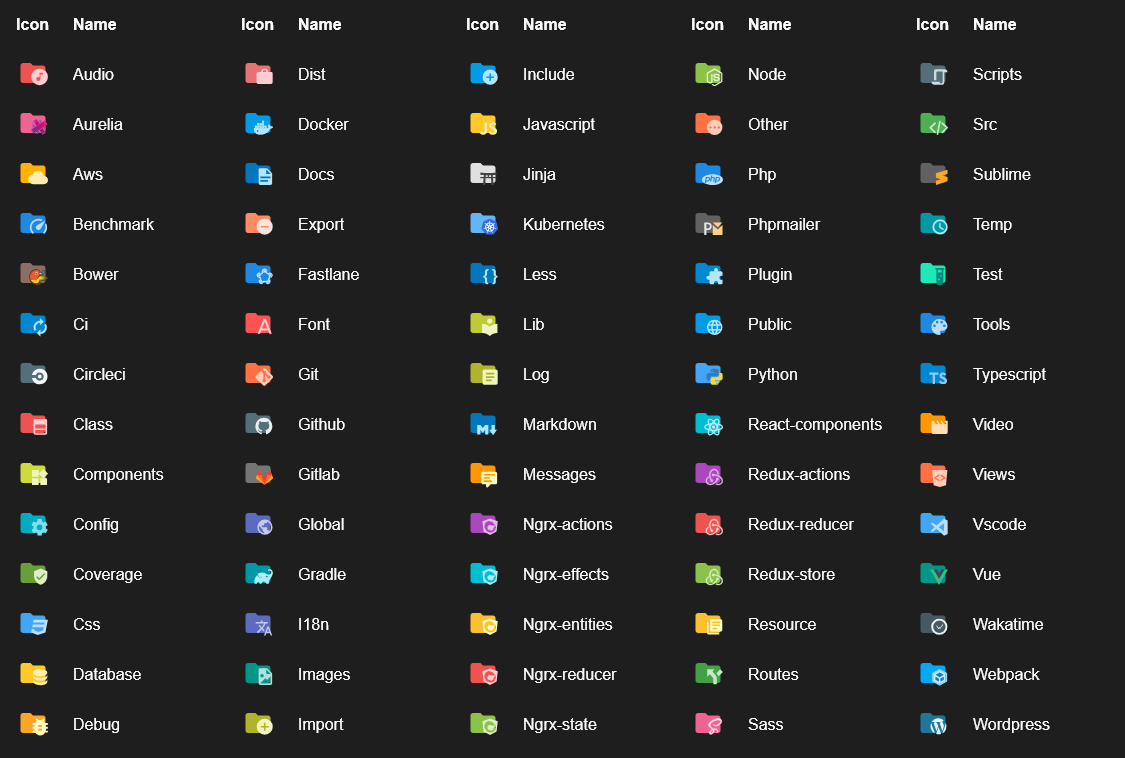 Icon Name Icon Name Icon Name Icon Name Icon Name
Audio Dist Include Node Scripts
Aurelia Docker Javascript Other Src
Aws Docs Jinja Php Sublime
Benchmark Export Kubernetes Phpmailer Temp
Bower Fastlane Less Plugin Test
Ci Font Lib Public Tools
Circleci Git Log Python Typescript
Class Github Markdown React-components Video
Components Gitlab Messages Redux-actions Views
Config Global Ngrx-actions Redux-reducer Vscode
Coverage Gradle Ngrx-effects Redux-store Vue
Css I18n Ngrx-entities Resource Wakatime
Database Images Ngrx-reducer Routes Webpack
Debug Import Ngrx-state Sass Wordpress